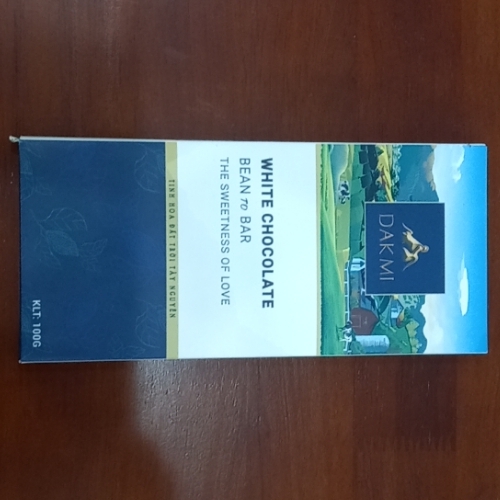 DAK MI
WHITE CHOCOLATE
BEAN TO BAR
THE SWEETNESS OF LOVE
TINH HOA ĐẤT TRỜI TÂY NGUYÊN
KLT: 100G